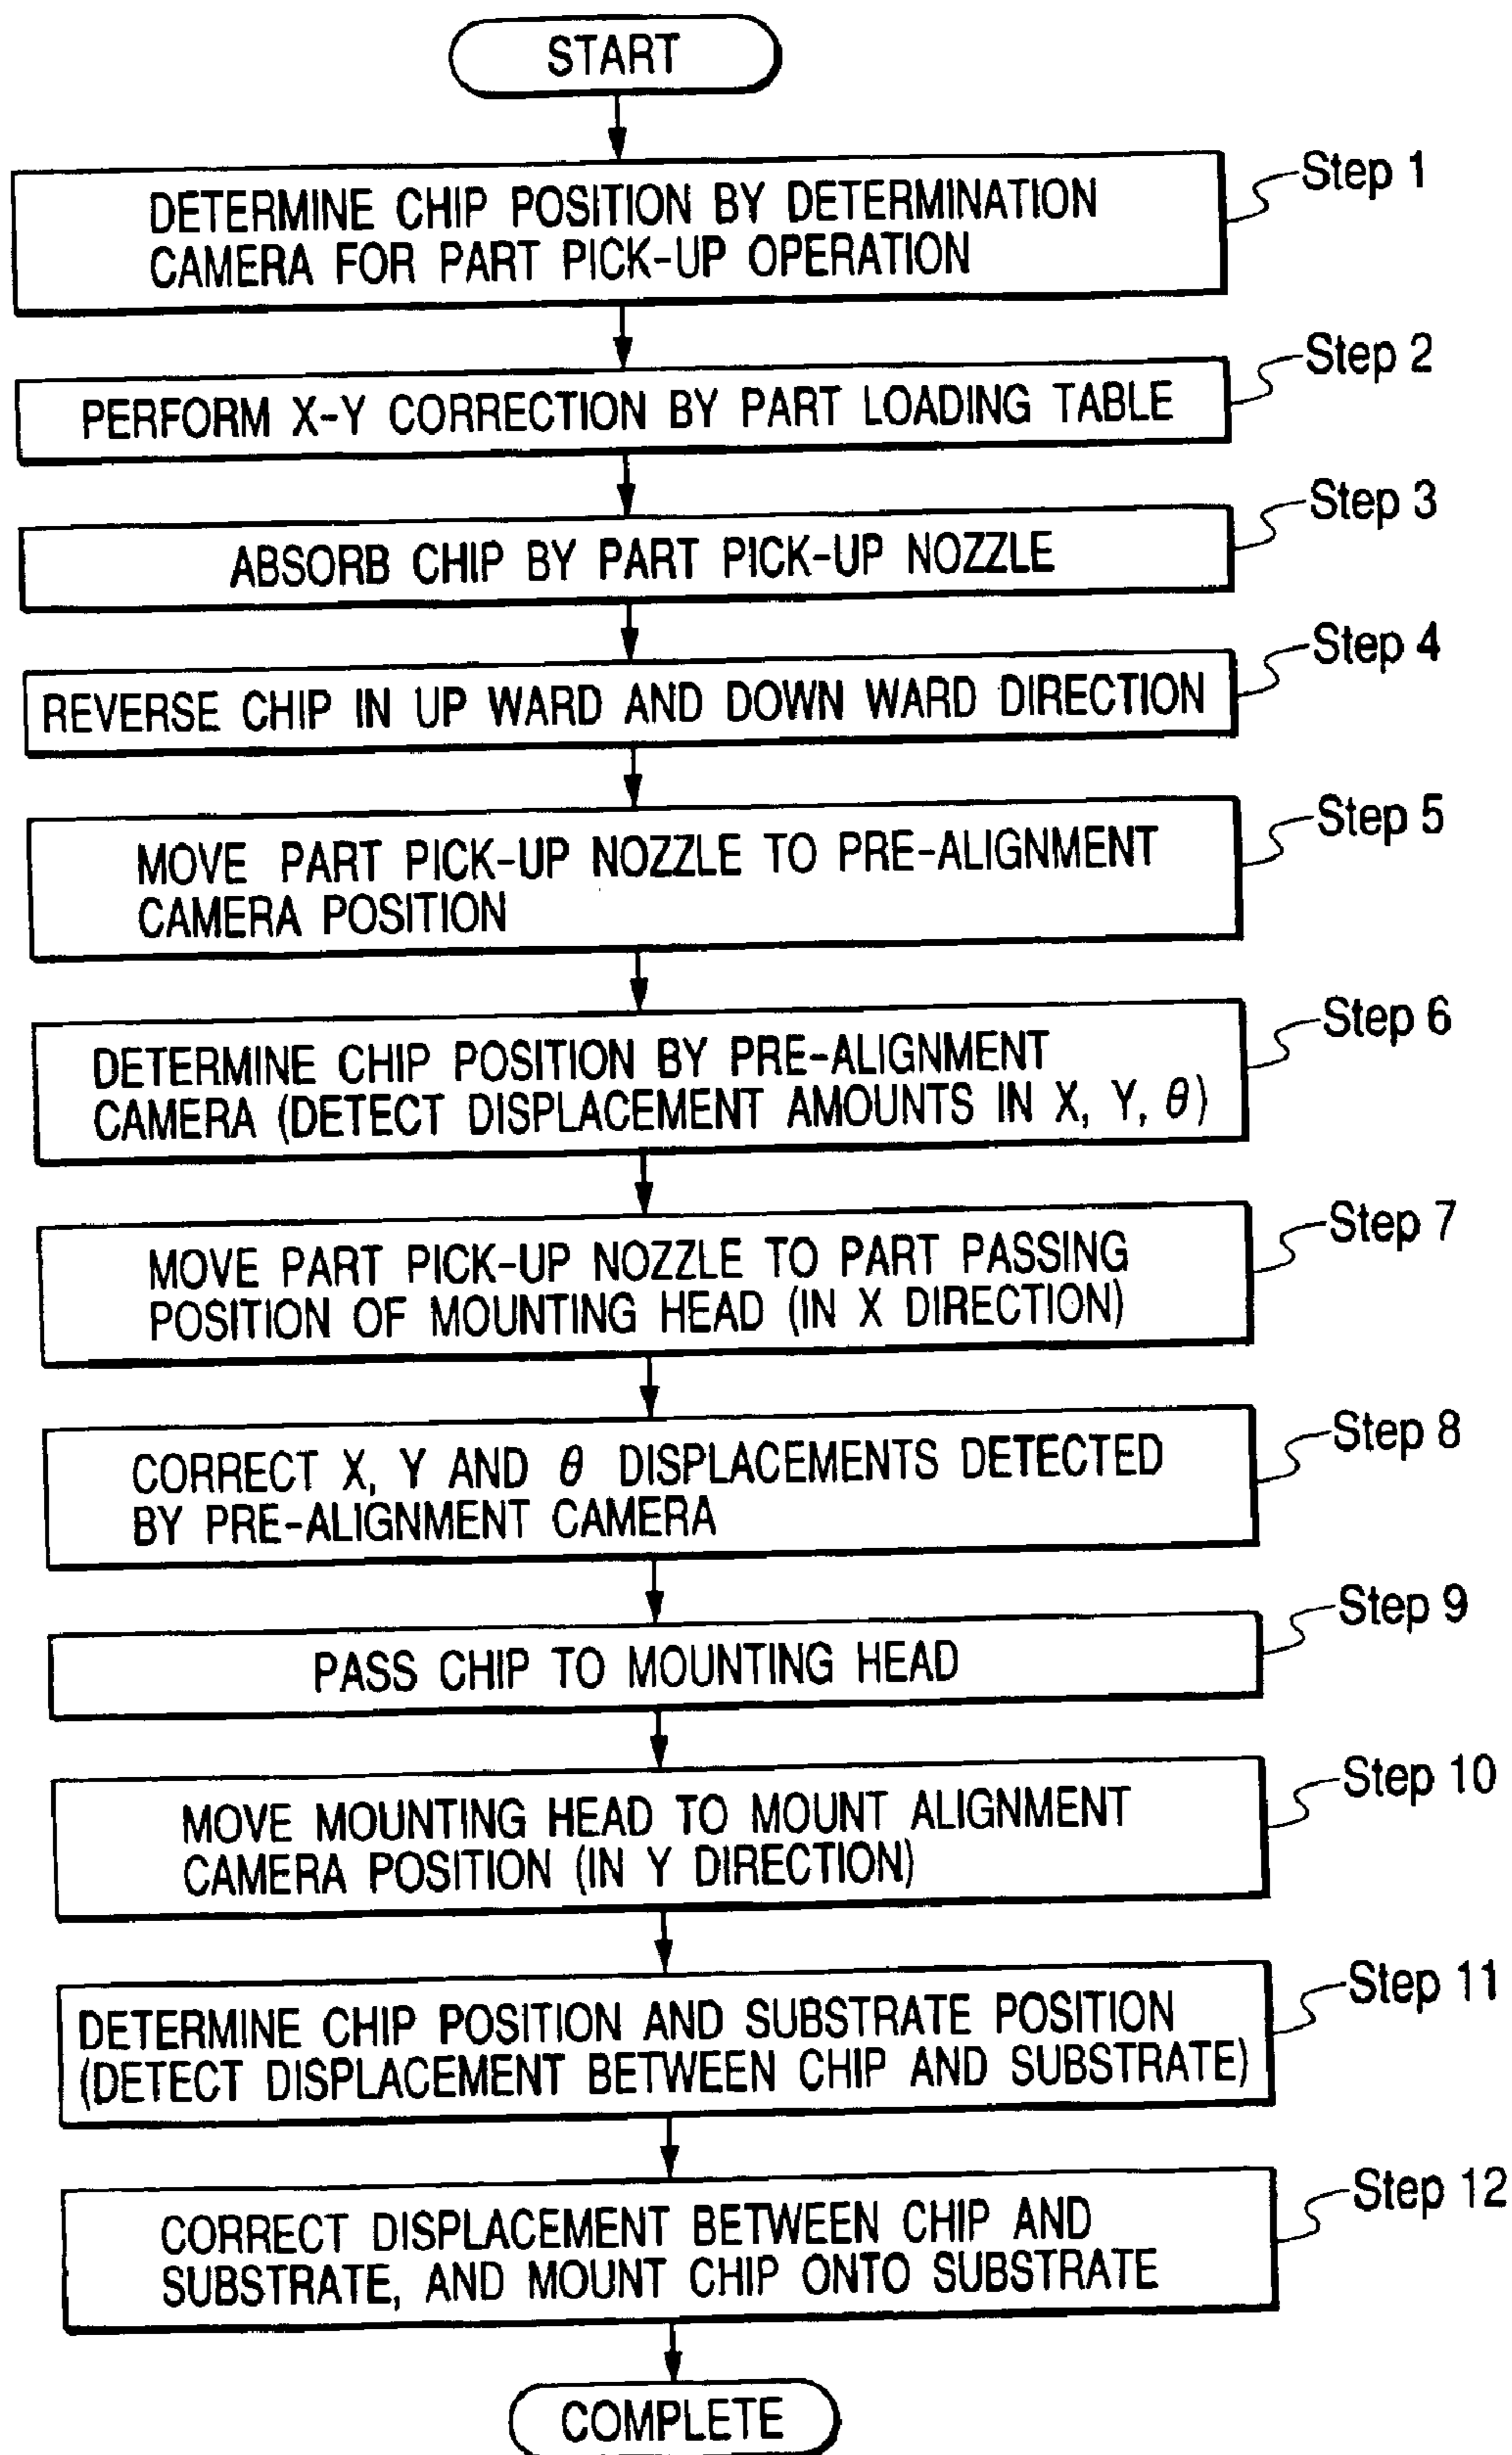 START
Step 1
DETERMINE CHIP POSITION BY DETERMINATION
CAMERA FOR PART PICK-UP OPERATION
Step 2
PERFORM X-Y CORRECTION BY PART LOADING TABLE
Step 3
ABSORB CHIP BY PART PICK-UP NOZZLE
Step 4
REVERSE CHIP IN UP WARD AND DOWN WARD DIRECTION
Step 5
MOVE PART PICK-UP NOZZLE TO PRE-ALIGNMENT
CAMERA POSITION
Step 6
DETERMINE CHIP POSITION BY PRE-ALIGNMENT
CAMERA (DETECT DISPLACEMENT AMOUNTS IN X, Y, θ)
Step 7
MOVE PART PICK-UP NOZZLE TO PART PASSING
POSITION OF MOUNTING HEAD (IN X DIRECTION)
Step 8
CORRECT X, Y AND θ DISPLACEMENTS DETECTED
BY PRE-ALIGNMENT CAMERA
Step 9
PASS CHIP TO MOUNTING HEAD
Step 10
MOVE MOUNTING HEAD TO MOUNT ALIGNMENT
CAMERA POSITION (IN Y DIRECTION)
Step 11
DETERMINE CHIP POSITION AND SUBSTRATE POSITION
(DETECT DISPLACEMENT BETWEEN CHIP AND SUBSTRATE)
Step 12
CORRECT DISPLACEMENT BETWEEN CHIP AND
SUBSTRATE, AND MOUNT CHIP ONTO SUBSTRATE
COMPLETE